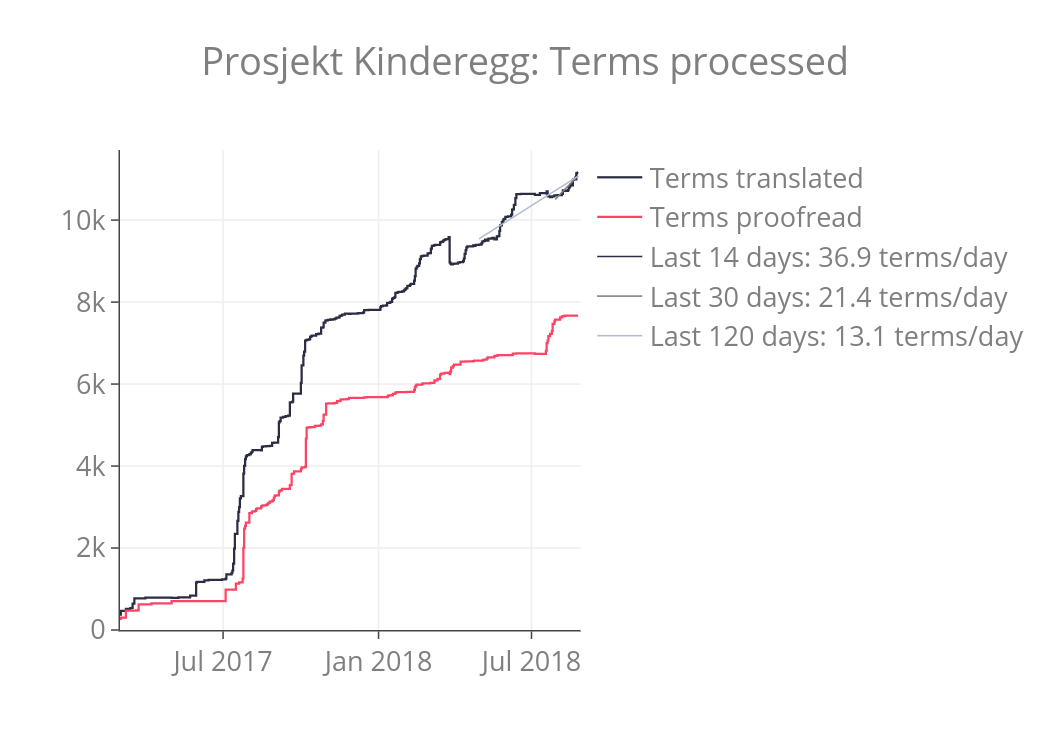 Prosjekt Kinderegg: Terms processed
Terms translated
Terms proofread
Last 14 days: 36.9 terms/day
Last 30 days: 21.4 terms/day
Last 120 days: 13.1 terms/day
10k
8k
6k
4k
2k
0
Jul 2017
Jan 2018
Jul 2018